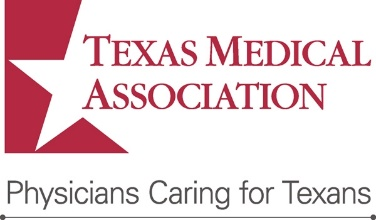 TEXAS MEDICAL
ASSOCIATION
Physicians Caring for Texans